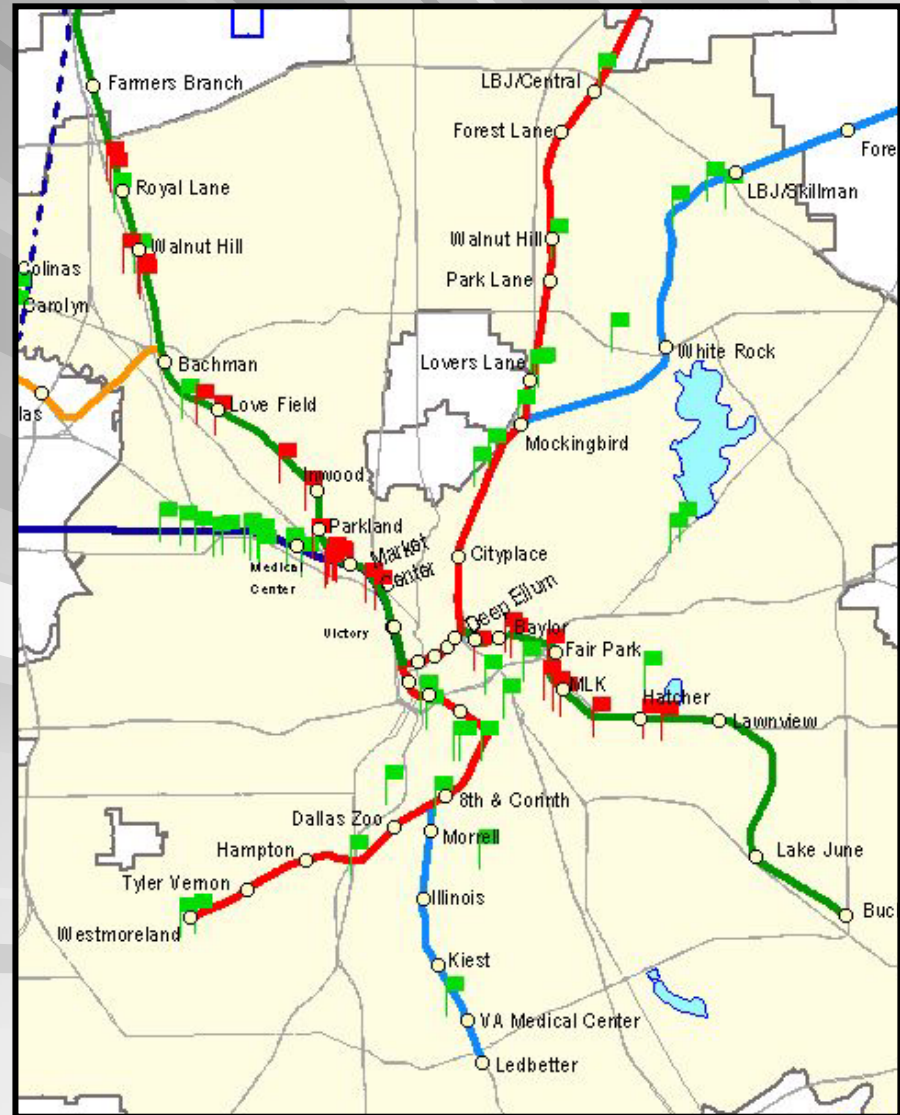 Farmers Branch
LBJ/Central
Forest Lane
Fore
Royal Lane
LBJ/Skillman
Walnut Hill
Walnut Hill
Colinas
Park Lane
Carolyn
Bachman
White Rock
Lovers Lane
las
Love Field
Mockingbird
Inwood
Parkland
Market
Center
Cityplace
Medical
Center
Deep Ellum
Victory
Baylor
Fair Park
MLK
Hatcher
Lawnview
8th & Corinth
Dallas Zoo
Morrell
Hampton
Lake June
Tyler Vernon
Illinois
Westmoreland
Buc
Kiest
VA Medical Center
Ledbetter